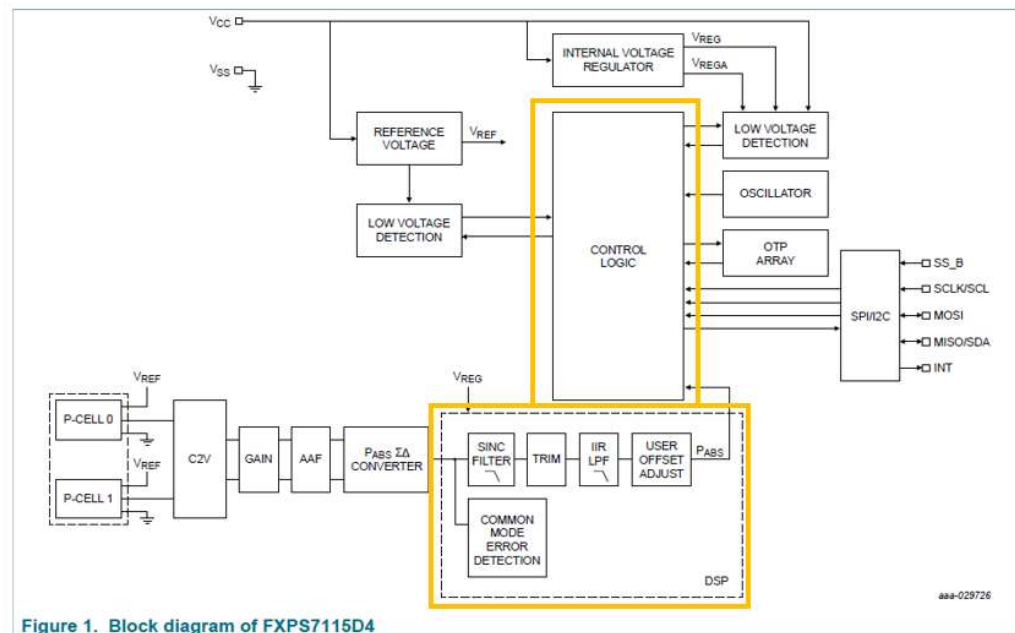 VCC
VSS
INTERNAL VOLTAGE
REGULATOR
VREG
VREGA
REFERENCE
VOLTAGE
VREF
LOW VOLTAGE
DETECTION
LOW VOLTAGE
DETECTION
OSCILLATOR
OTP
ARRAY
CONTROL
LOGIC
SPI/I2C
SS_B
SCLK/SCL
MOSI
MISO/SDA
INT
VREF
P-CELL 0
VREF
P-CELL 1
C2V
GAIN
AAF
PABS ΣΔ
CONVERTER
VREG
SINC
FILTER
TRIM
IIR
LPF
USER
OFFSET
ADJUST
PABS
COMMON
MODE
ERROR
DETECTION
DSP
aaa-029726
Figure 1. Block diagram of FXPS7115D4